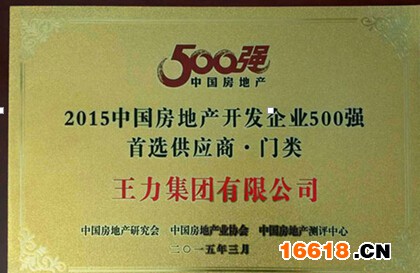 500强
中国房地产
2015中国房地产开发企业500强
首选供应商·门类
王力集团有限公司
中国房地产研究会 中国房地产业协会 中国房地产测评中心
二〇一五年三月
16618.CN